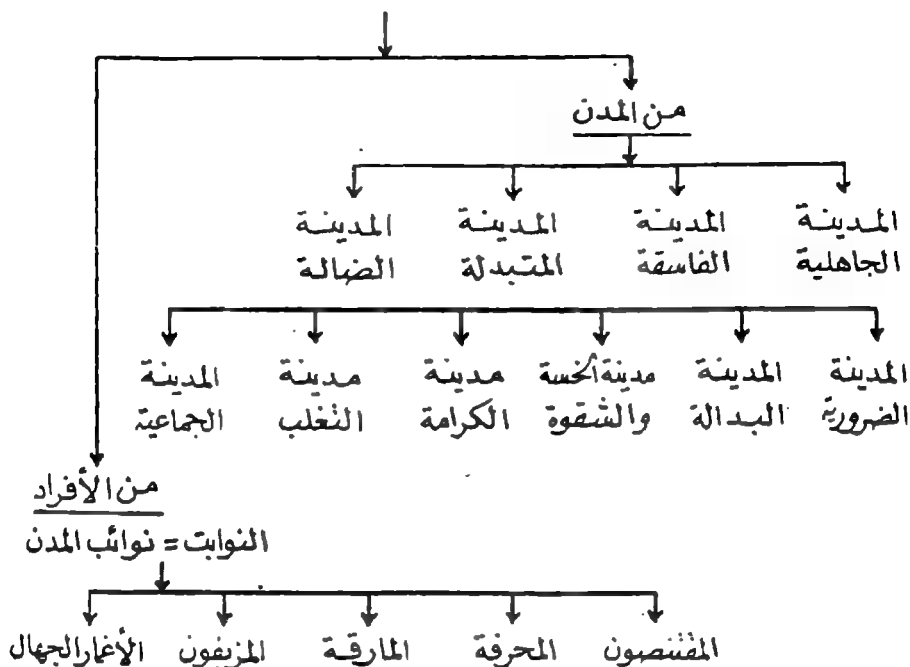 من المدن
المدينة الجاهلية
المدينة الفاسقة
المدينة المتبدلة
المدينة الضالة
المدينة الضرورية
المدينة البدالة
مدينة الخسة والشقوة
مدينة الكرامة
مدينة التغلب
المدينة الجماعية
من الأفراد
النوابت = نوائب المدن
المقتنصون
المحرفة
المارقة
المزيفون
الأغمار الجهال